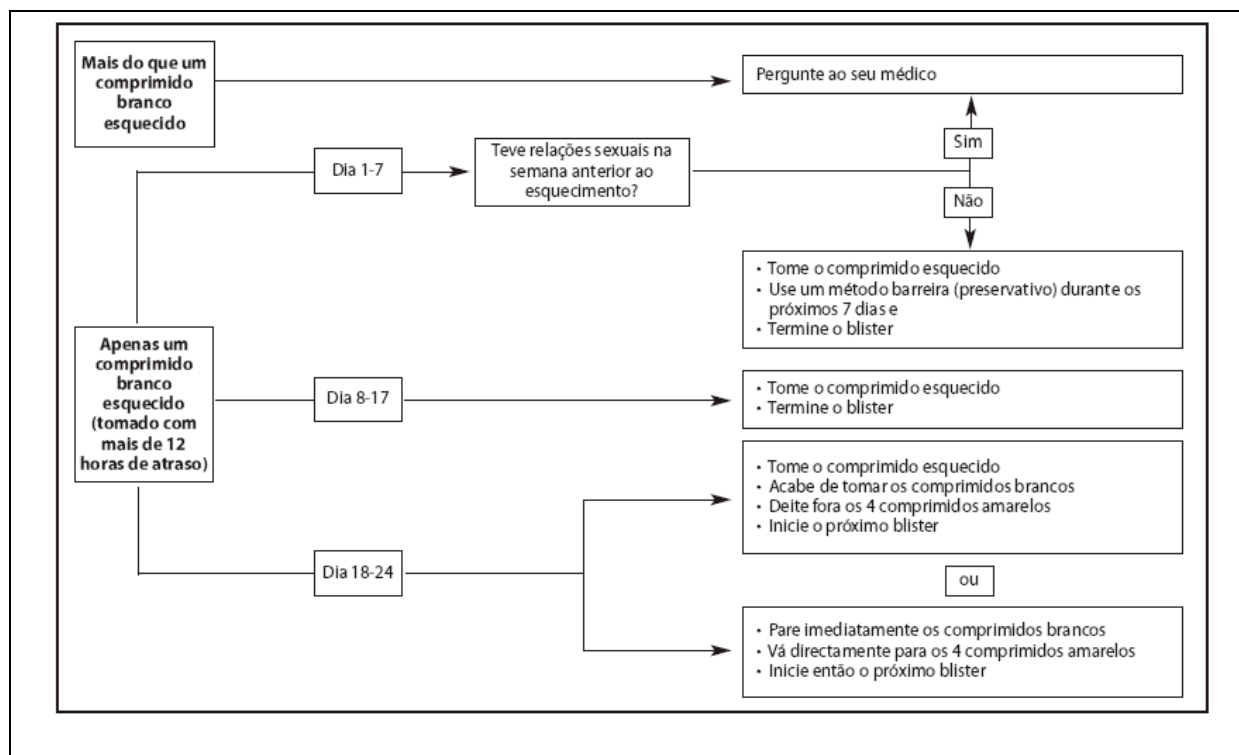 Mais do que um
comprimido
branco
esquecido
Pergunte ao seu médico
Sim
Dia 1-7
Teve relações sexuais na
semana anterior ao
esquecimento?
Não
• Tome o comprimido esquecido
• Use um método barreira (preservativo) durante os
próximos 7 dias e
• Termine o blister
Apenas um
comprimido
branco
esquecido
(tomado com
mais de 12
horas de atraso)
Dia 8-17
• Tome o comprimido esquecido
• Termine o blister
Dia 18-24
• Tome o comprimido esquecido
• Acabe de tomar os comprimidos brancos
• Deite fora os 4 comprimidos amarelos
• Inicie o próximo blister
ou
• Pare imediatamente os comprimidos brancos
• Vá directamente para os 4 comprimidos amarelos
• Inicie então o próximo blister